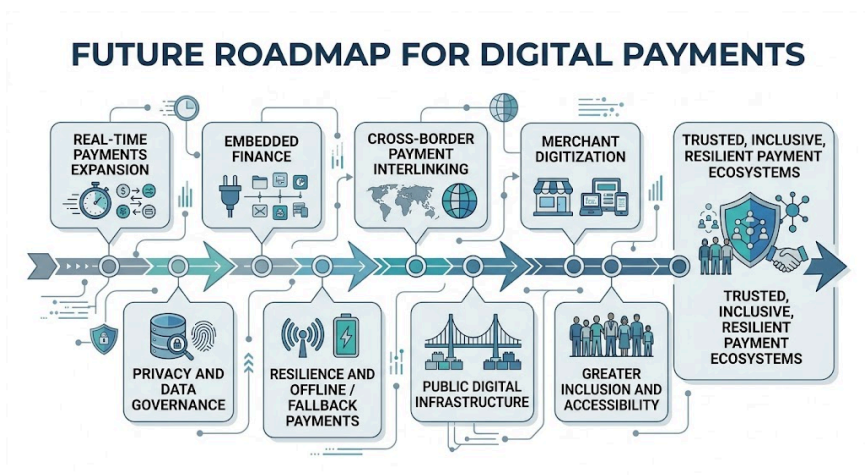 FUTURE ROADMAP FOR DIGITAL PAYMENTS
REAL-TIME
PAYMENTS
EXPANSION
EMBEDDED
FINANCE
CROSS-BORDER
PAYMENT
INTERLINKING
MERCHANT
DIGITIZATION
TRUSTED, INCLUSIVE,
RESILIENT PAYMENT
ECOSYSTEMS
TRUSTED,
INCLUSIVE,
RESILIENT
PAYMENT
ECOSYSTEMS
PRIVACY AND
DATA
GOVERNANCE
RESILIENCE AND
OFFLINE /
FALLBACK
PAYMENTS
PUBLIC DIGITAL
INFRASTRUCTURE
GREATER
INCLUSION AND
ACCESSIBILITY